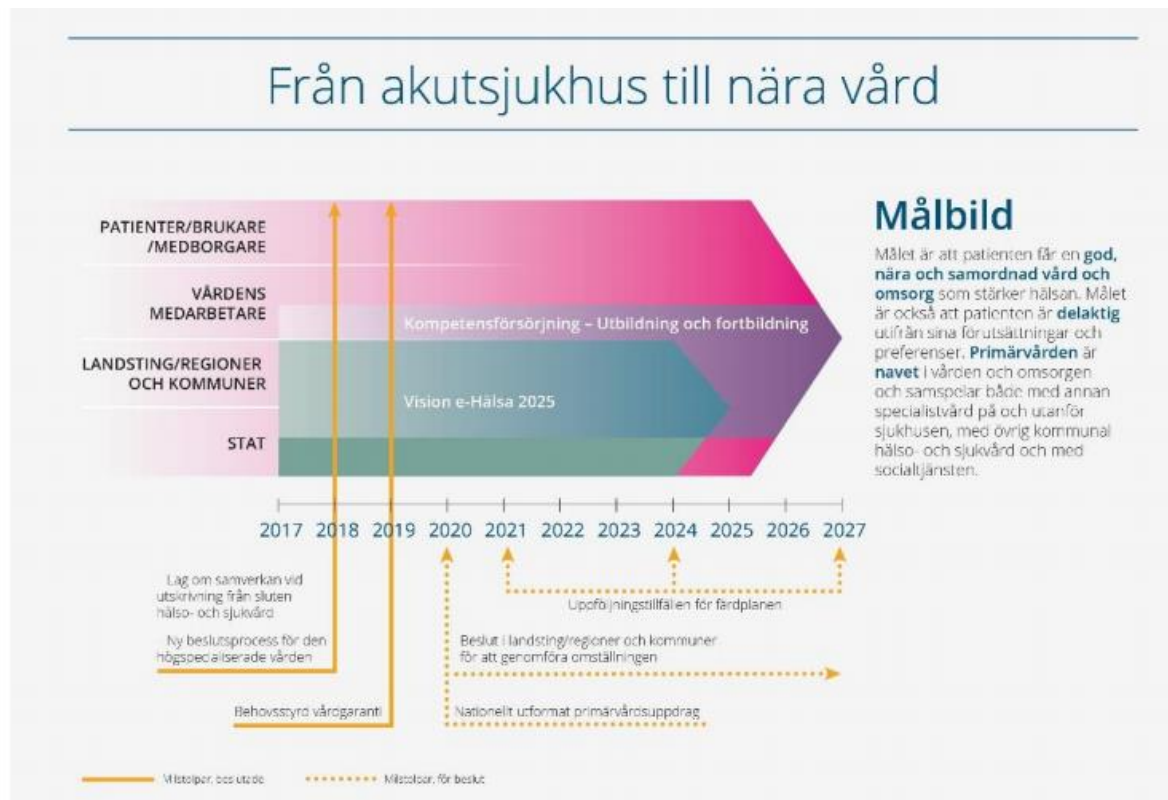 Från akutsjukhus till nära vård
PATIENTER/BRUKARE
/MEDBORGARE
VÅRDENS
MEDARBETARE
LANDSTING/REGIONER
OCH KOMMUNER
STAT
Kompetensförsörjning – Utbildning och fortbildning
Vision e-Hälsa 2025
Målbild
Målet är att patienten får en god,
nära och samordnad vård och
omsorg som stärker hälsan. Målet
är också att patienten är delaktig
utifrån sina förutsättningar och
preferenser. Primärvården är
navet i vården och omsorgen
och samspelar både med annan
specialistvård på och utanför
sjukhusen, med övrig kommunal
hälso- och sjukvård och med
socialtjänsten.
2017 2018 2019 2020 2021 2022 2023 2024 2025 2026 2027
Lag om samverkan vid
utskrivning från sluten
hälso- och sjukvård
Ny beslutsprocess för den
högspecialiserade vården
Behovsstyrd vårdgaranti
Uppföljningstillfällen för färdplanen
Beslut i landsting/regioner och kommuner
för att genomföra omställningen
Nationellt utformat primärvårdsuppdrag
Milstolpar, beslutade
Milstolpar, för beslut